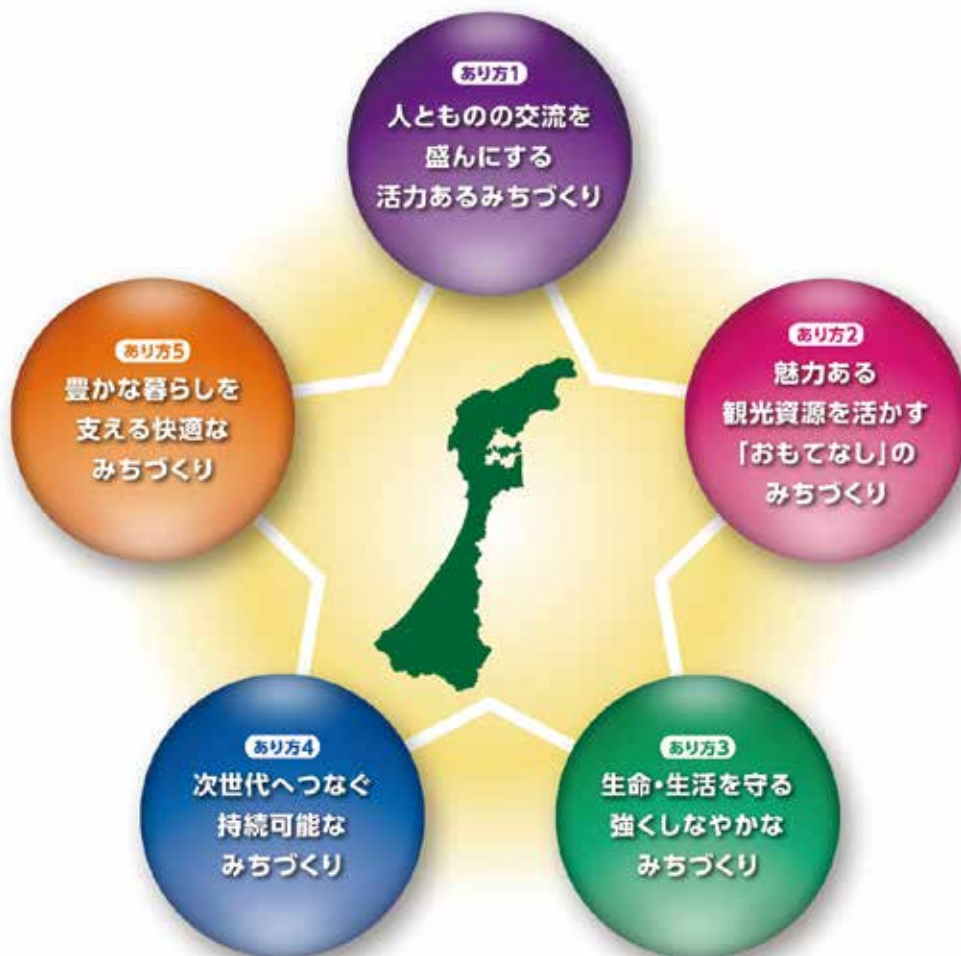 あり方1
人とものの交流を
盛んにする
活力あるみちづくり
あり方2
魅力ある
観光資源を活かす
「おもてなし」の
みちづくり
あり方3
生命・生活を守る
強くしなやかな
みちづくり
あり方4
次世代へつなぐ
持続可能な
みちづくり
あり方5
豊かな暮らしを
支える快適な
みちづくり